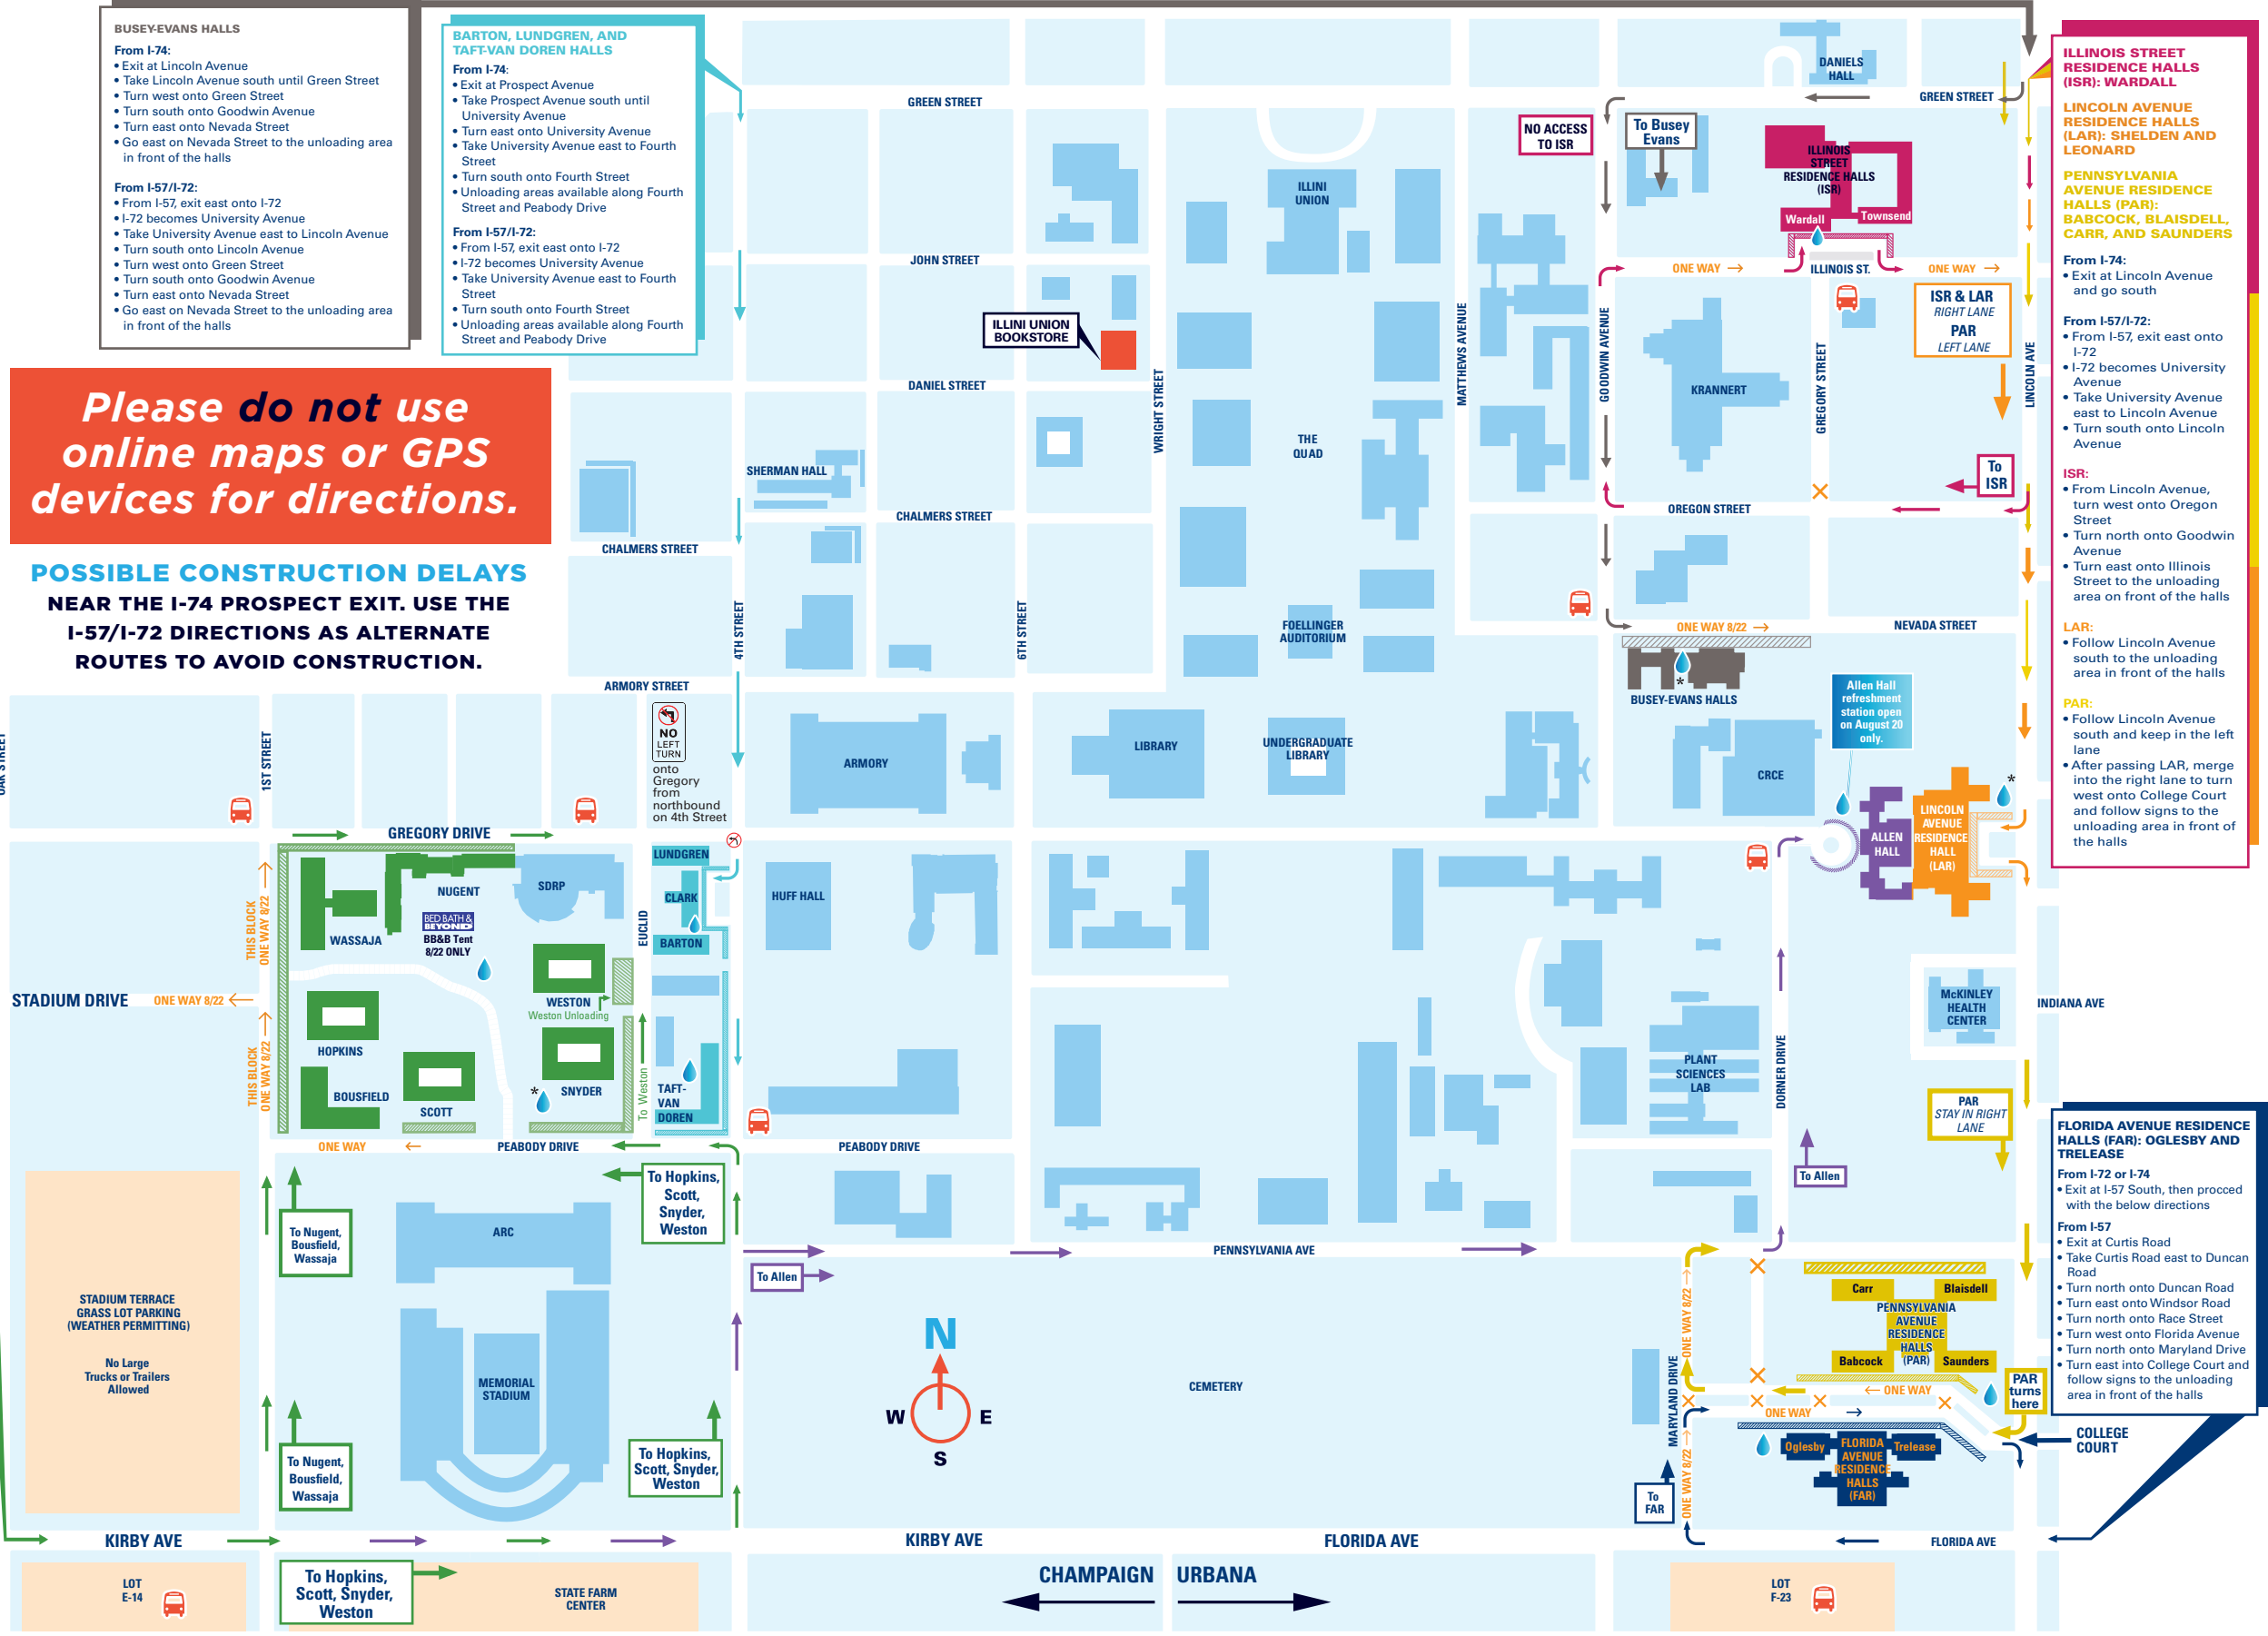 BUSEY-EVANS HALLS
From I-74:
• Exit at Lincoln Avenue
• Take Lincoln Avenue south until Green Street
• Turn west onto Green Street
• Turn south onto Goodwin Avenue
• Turn east onto Nevada Street
• Go east on Nevada Street to the unloading area
in front of the halls
From I-57/I-72:
• From I-57, exit east onto I-72
• I-72 becomes University Avenue
• Take University Avenue east to Lincoln Avenue
• Turn south onto Lincoln Avenue
• Turn west onto Green Street
• Turn south onto Goodwin Avenue
• Turn east onto Nevada Street
• Go east on Nevada Street to the unloading area
in front of the halls
BARTON, LUNDGREN, AND
TAFT-VAN DOREN HALLS
From I-74:
• Exit at Prospect Avenue
• Take Prospect Avenue south until
University Avenue
• Turn east onto University Avenue
• Take University Avenue east to Fourth
Street
• Turn south onto Fourth Street
• Unloading areas available along Fourth
Street and Peabody Drive
From I-57/I-72:
• From I-57, exit east onto I-72
• I-72 becomes University Avenue
• Take University Avenue east to Fourth
Street
• Turn south onto Fourth Street
• Unloading areas available along Fourth
Street and Peabody Drive
Please do not use
online maps or GPS
devices for directions.
POSSIBLE CONSTRUCTION DELAYS
NEAR THE I-74 PROSPECT EXIT. USE THE
I-57/I-72 DIRECTIONS AS ALTERNATE
ROUTES TO AVOID CONSTRUCTION.
ILLINOIS STREET
RESIDENCE HALLS
(ISR): WARDALL
LINCOLN AVENUE
RESIDENCE HALLS
(LAR): SHELDEN AND
LEONARD
PENNSYLVANIA
AVENUE RESIDENCE
HALLS (PAR):
BABCOCK, BLAISDELL,
CARR, AND SAUNDERS
From I-74:
• Exit at Lincoln Avenue
and go south
From I-57/I-72:
• From I-57, exit east onto
I-72
• I-72 becomes University
Avenue
• Take University Avenue
east to Lincoln Avenue
• Turn south onto Lincoln
Avenue
ISR:
• From Lincoln Avenue,
turn west onto Oregon
Street
• Turn north onto Goodwin
Avenue
• Turn east onto Illinois
Street to the unloading
area on front of the halls
LAR:
• Follow Lincoln Avenue
south to the unloading
area in front of the halls
PAR:
• Follow Lincoln Avenue
south and keep in the left
lane
• After passing LAR, merge
into the right lane to turn
west onto College Court
and follow signs to the
unloading area in front of
the halls
FLORIDA AVENUE RESIDENCE
HALLS (FAR): OGLESBY AND
TRELEASE
From I-72 or I-74
• Exit at I-57 South, then procced
with the below directions
From I-57
• Exit at Curtis Road
• Take Curtis Road east to Duncan
Road
• Turn north onto Duncan Road
• Turn east onto Windsor Road
• Turn north onto Race Street
• Turn west onto Florida Avenue
• Turn north onto Maryland Drive
• Turn east into College Court and
follow signs to the unloading
area in front of the halls
DANIELS
HALL
GREEN STREET
GREEN STREET
NO ACCESS
TO ISR
To Busey
Evans
ILLINOIS
STREET
RESIDENCE HALLS
(ISR)
Wardall
Townsend
ILLINI
UNION
JOHN STREET
ONE WAY →
ILLINOIS ST.
ONE WAY →
ISR & LAR
RIGHT LANE
PAR
LEFT LANE
ILLINI UNION
BOOKSTORE
MATTHEWS AVENUE
GOODWIN AVENUE
GREGORY STREET
LINCOLN AVE
WRIGHT STREET
DANIEL STREET
KRANNERT
THE
QUAD
SHERMAN HALL
To
ISR
CHALMERS STREET
OREGON STREET
CHALMERS STREET
4TH STREET
6TH STREET
FOELLINGER
AUDITORIUM
ONE WAY 8/22 →
NEVADA STREET
*
BUSEY-EVANS HALLS
ARMORY STREET
Allen Hall
refreshment
station open
on August 20
only.
NO
LEFT
TURN
onto
Gregory
from
northbound
on 4th Street
OAK STREET
1ST STREET
ARMORY
LIBRARY
UNDERGRADUATE
LIBRARY
CRCE
*
LINCOLN
AVENUE
RESIDENCE
HALL
(LAR)
ALLEN
HALL
GREGORY DRIVE
LUNDGREN
CLARK
BARTON
HUFF HALL
NUGENT
SDRP
EUCLID
WASSAJA
BED BATH &
BEYOND
BB&B Tent
8/22 ONLY
THIS BLOCK
ONE WAY 8/22 →
STADIUM DRIVE
ONE WAY 8/22 ←
WESTON
Weston Unloading
McKINLEY
HEALTH
CENTER
INDIANA AVE
HOPKINS
THIS BLOCK
ONE WAY 8/22 →
BOUSFIELD
SCOTT
*
SNYDER
To Weston
TAFT-
VAN
DOREN
PLANT
SCIENCES
LAB
DORNER DRIVE
PAR
STAY IN RIGHT
LANE
ONE WAY ←
PEABODY DRIVE
PEABODY DRIVE
To Hopkins,
Scott,
Snyder,
Weston
To Allen
To Nugent,
Bousfield,
Wassaja
ARC
PENNSYLVANIA AVE
To Allen
STADIUM TERRACE
GRASS LOT PARKING
(WEATHER PERMITTING)
No Large
Trucks or Trailers
Allowed
MEMORIAL
STADIUM
N
W
E
S
CEMETERY
ONE WAY 8/22 →
MARYLAND DRIVE
Carr
Blaisdell
PENNSYLVANIA
AVENUE
RESIDENCE
HALLS
(PAR)
Babcock
Saunders
← ONE WAY
PAR
turns
here
ONE WAY →
COLLEGE
COURT
Oglesby
FLORIDA
AVENUE
RESIDENCE
HALLS
(FAR)
Trelease
To Nugent,
Bousfield,
Wassaja
To Hopkins,
Scott, Snyder,
Weston
To
FAR
ONE WAY 8/22 →
KIRBY AVE
KIRBY AVE
FLORIDA AVE
FLORIDA AVE
LOT
E-14
To Hopkins,
Scott, Snyder,
Weston
STATE FARM
CENTER
CHAMPAIGN
URBANA
LOT
F-23